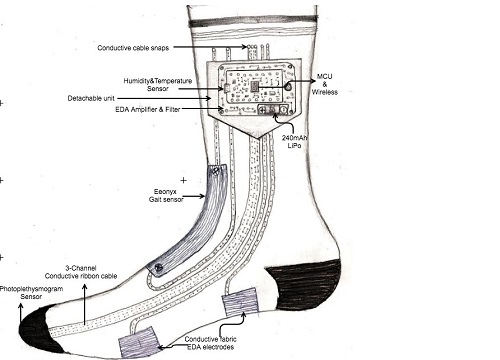 Conductive cable snaps
Humidity&Temperature
Sensor
MCU
&
Wireless
Detachable unit
EDA Amplifier & Filter
240mAh
LiPo
Eeonyx
Gait sensor
3-Channel
Conductive ribbon cable
Photoplethysmogram
Sensor
Conductive fabric
EDA electrodes